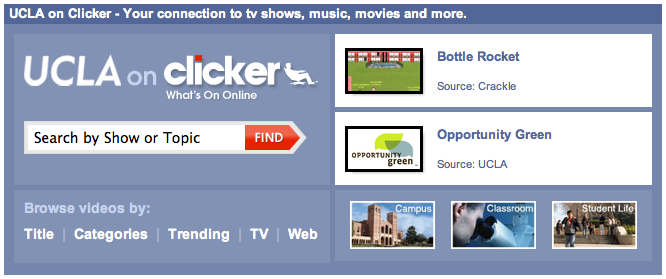 UCLA on Clicker - Your connection to tv shows, music, movies and more.
UCLA on clicker
What's On Online
Search by Show or Topic FIND
Browse videos by:
Title | Categories | Trending | TV | Web
Bottle Rocket
Source: Crackle
OPPORTUNITY
green
Opportunity Green
Source: UCLA
Campus Classroom Student Life